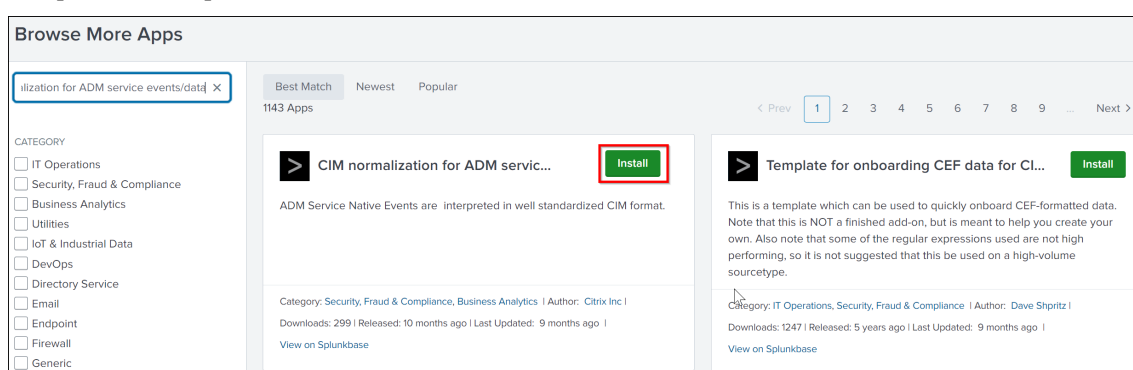 Browse More Apps
ilization for ADM service events/data ×
Best Match Newest Popular
1143 Apps
< Prev 1 2 3 4 5 6 7 8 9 ... Next >
CATEGORY
IT Operations
Security, Fraud & Compliance
Business Analytics
Utilities
IoT & Industrial Data
DevOps
Directory Service
Email
Endpoint
Firewall
Generic
> CIM normalization for ADM servic... Install
ADM Service Native Events are interpreted in well standardized CIM format.
Category: Security, Fraud & Compliance, Business Analytics | Author: Citrix Inc |
Downloads: 299 | Released: 10 months ago | Last Updated: 9 months ago |
View on Splunkbase
> Template for onboarding CEF data for CI... Install
This is a template which can be used to quickly onboard CEF-formatted data.
Note that this is NOT a finished add-on, but is meant to help you create your
own. Also note that some of the regular expressions used are not high
performing, so it is not suggested that this be used on a high-volume
sourcetype.
Category: IT Operations, Security, Fraud & Compliance | Author: Dave Shpritz |
Downloads: 1247 | Released: 5 years ago | Last Updated: 9 months ago |
View on Splunkbase